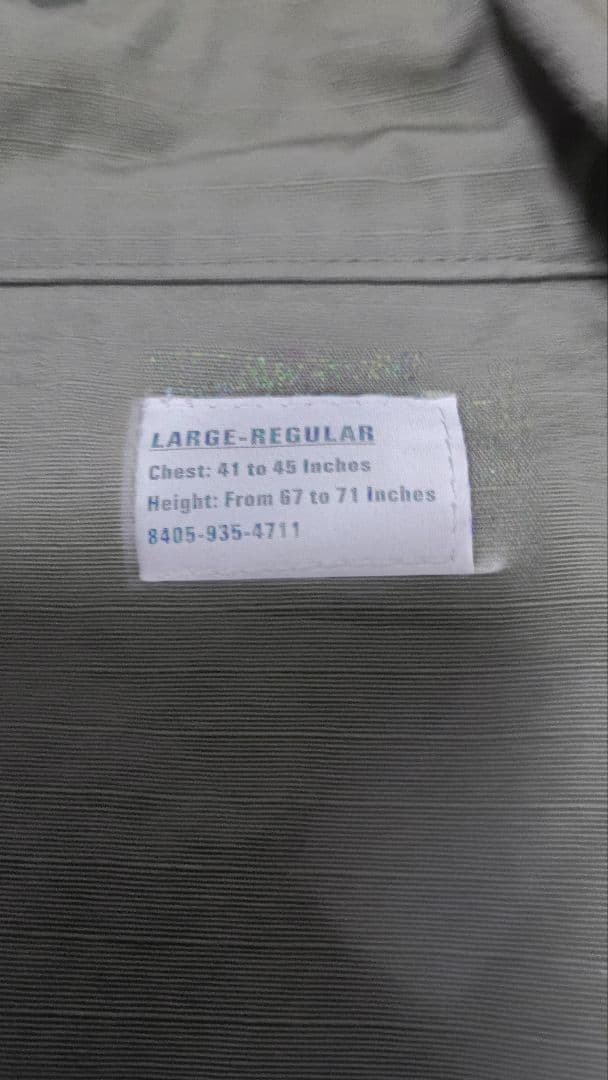 LARGE-REGULAR
Chest: 41 to 45 Inches
Height: From 67 to 71 Inches
8405-935-4711